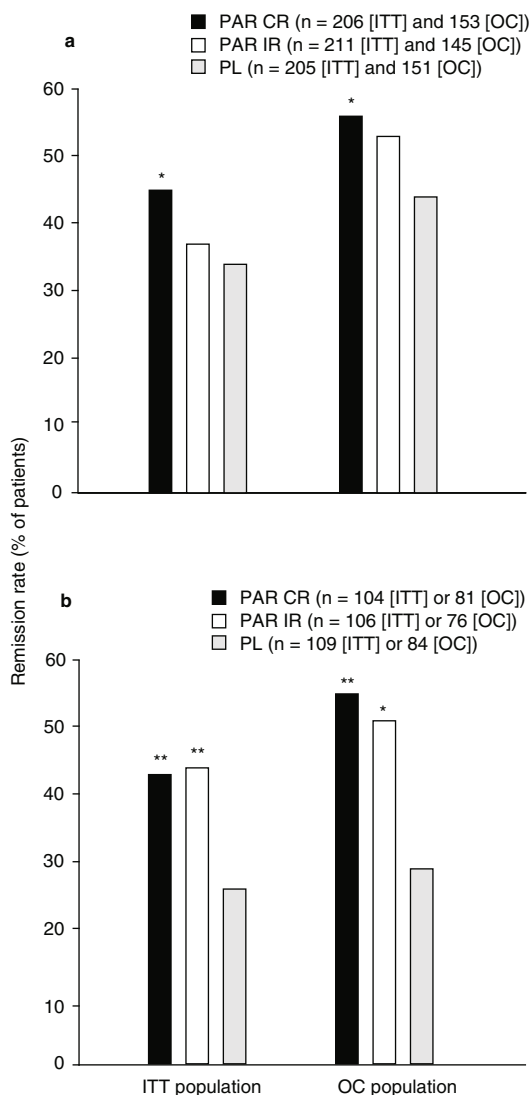 a
PAR CR (n = 206 [ITT] and 153 [OC])
PAR IR (n = 211 [ITT] and 145 [OC])
PL (n = 205 [ITT] and 151 [OC])
60
50
40
30
20
10
0
*
*
Remission rate (% of patients)
b
PAR CR (n = 104 [ITT] or 81 [OC])
PAR IR (n = 106 [ITT] or 76 [OC])
PL (n = 109 [ITT] or 84 [OC])
60
50
40
30
20
10
0
**
**
**
*
ITT population
OC population